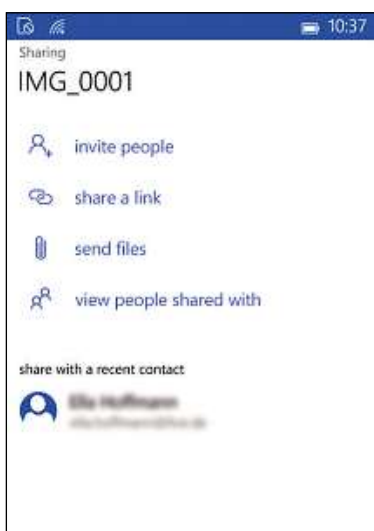 10:37
Sharing
IMG_0001
invite people
share a link
send files
view people shared with
share with a recent contact